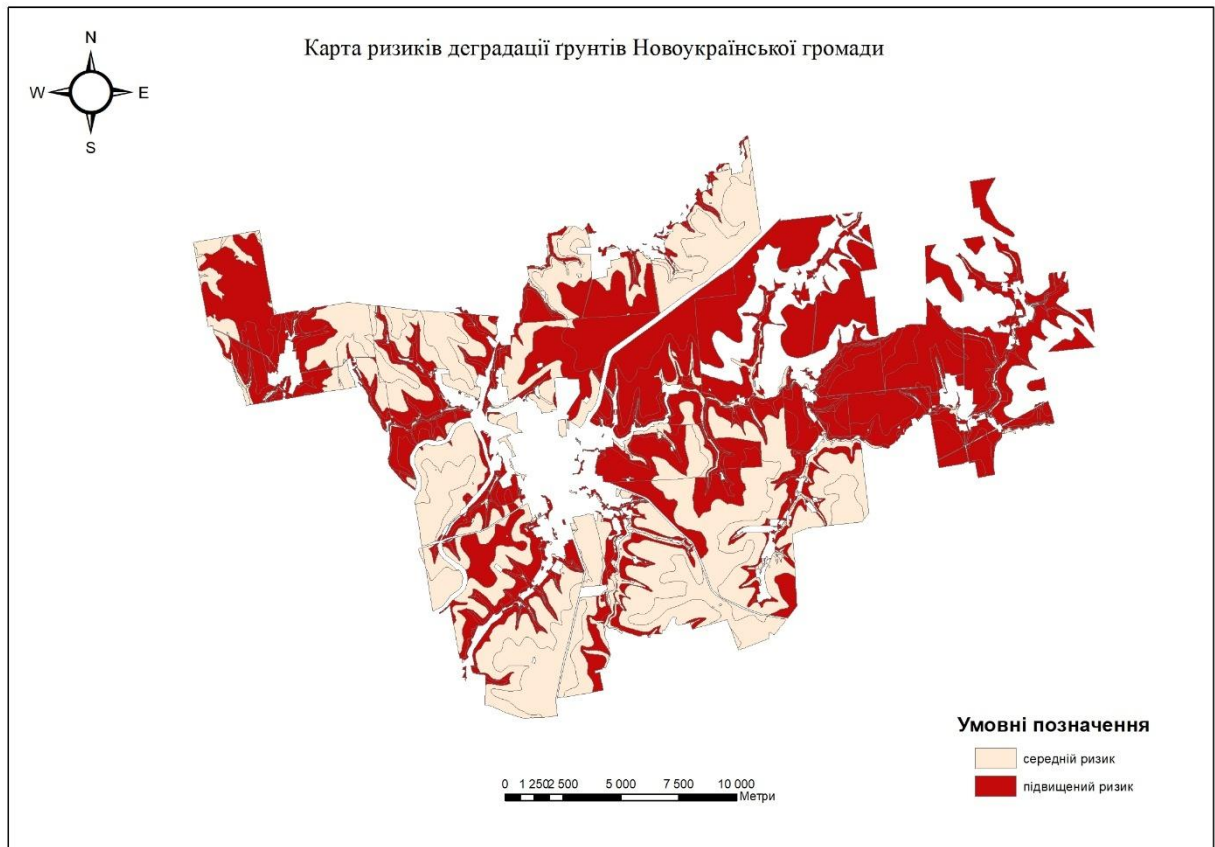 Карта ризиків деградації ґрунтів Новоукраїнської громади
N
W E
S
Умовні позначення
середній ризик
підвищений ризик
0 1 250 2 500 5 000 7 500 10 000
Метри